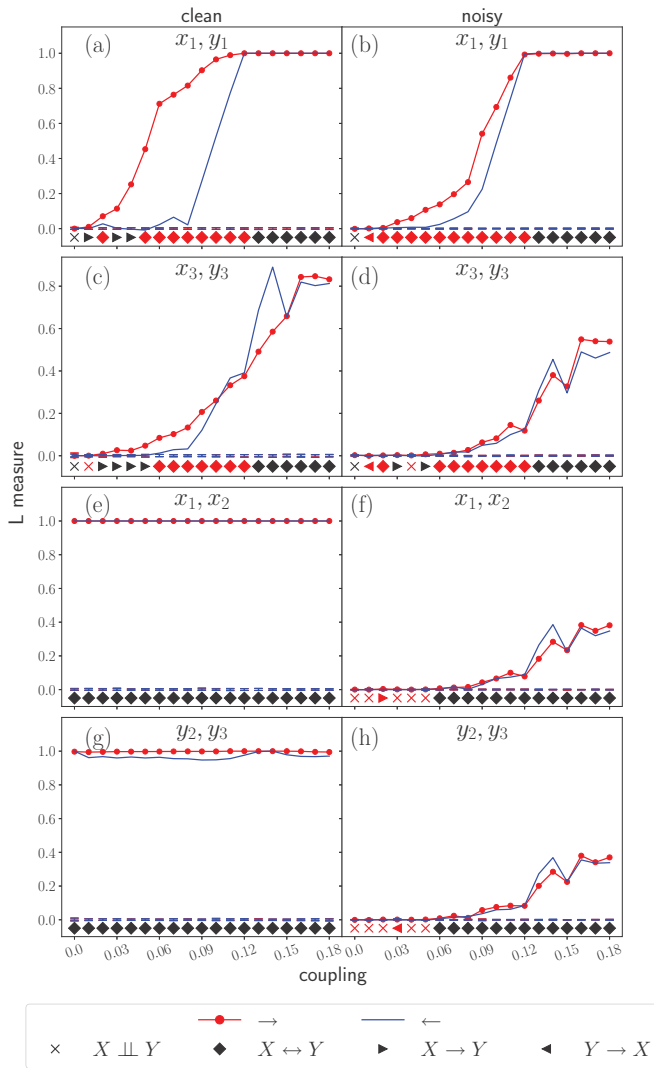 clean noisy
(a) x₁, y₁ (b) x₁, y₁
1.0
0.8
0.6
0.4
0.2
0.0
(c) x₃, y₃ (d) x₃, y₃
0.8
0.6
0.4
0.2
0.0
L measure
(e) x₁, x₂ (f) x₁, x₂
1.0
0.8
0.6
0.4
0.2
0.0
(g) y₂, y₃ (h) y₂, y₃
1.0
0.8
0.6
0.4
0.2
0.0
0.0 0.03 0.06 0.09 0.12 0.15 0.18 0.0 0.03 0.06 0.09 0.12 0.15 0.18
coupling
→ ←
X ⫫ Y X ↔ Y X → Y Y → X